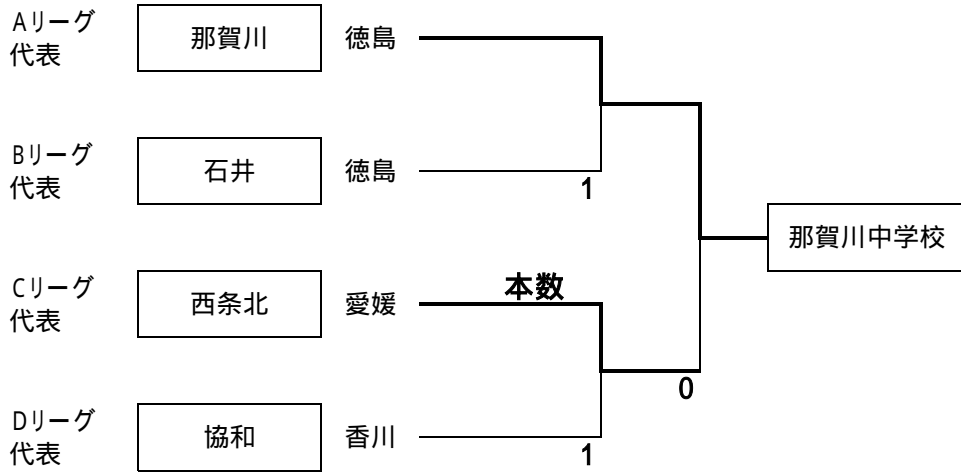 Aリーグ
代表
那賀川
徳島
Bリーグ
代表
石井
徳島
1
那賀川中学校
Cリーグ
代表
西条北
愛媛
本数
0
Dリーグ
代表
協和
香川
1